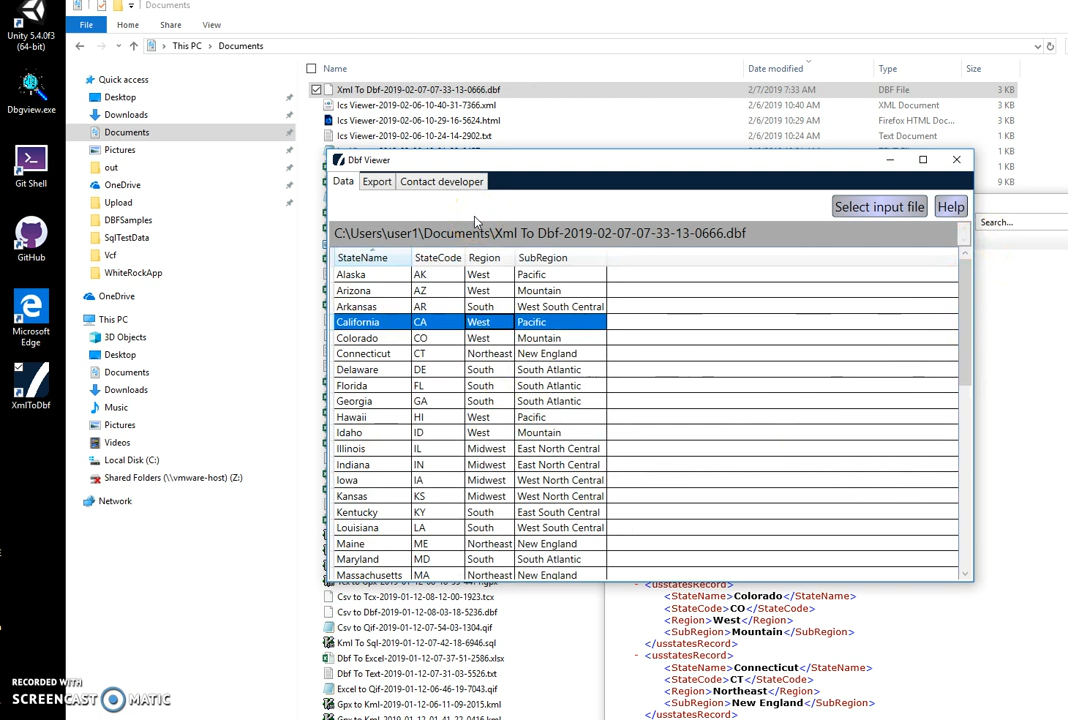 Unity 5.4.0f3
(64-bit)
Dbgview.exe
Git Shell
GitHub
Microsoft
Edge
XmlToDbf
Documents
File Home Share View
This PC > Documents
Quick access
Desktop
Downloads
Documents
Pictures
out
OneDrive
Upload
DBFSamples
SqlTestData
Vcf
WhiteRockApp
OneDrive
This PC
3D Objects
Desktop
Documents
Downloads
Music
Pictures
Videos
Local Disk (C:)
Shared Folders (\\vmware-host) (Z:)
Network
Name Date modified Type Size
Xml To Dbf-2019-02-07-07-33-13-0666.dbf 2/7/2019 7:33 AM DBF File 3 KB
Ics Viewer-2019-02-06-10-40-31-7366.xml 2/6/2019 10:40 AM XML Document 3 KB
Ics Viewer-2019-02-06-10-29-16-5624.html 2/6/2019 10:29 AM Firefox HTML Doc... 3 KB
Ics Viewer-2019-02-06-10-24-14-2902.txt 2/6/2019 10:24 AM Text Document 1 KB
1 KB
1 KB
9 KB
Search...
Dbf Viewer
Data Export Contact developer
Select input file Help
C:\Users\user1\Documents\Xml To Dbf-2019-02-07-07-33-13-0666.dbf
StateName StateCode Region SubRegion
Alaska AK West Pacific
Arizona AZ West Mountain
Arkansas AR South West South Central
California CA West Pacific
Colorado CO West Mountain
Connecticut CT Northeast New England
Delaware DE South South Atlantic
Florida FL South South Atlantic
Georgia GA South South Atlantic
Hawaii HI West Pacific
Idaho ID West Mountain
Illinois IL Midwest East North Central
Indiana IN Midwest East North Central
Iowa IA Midwest West North Central
Kansas KS Midwest West North Central
Kentucky KY South East South Central
Louisiana LA South West South Central
Maine ME Northeast New England
Maryland MD South South Atlantic
Massachusetts MA Northeast New England
Csv to Tcx-2019-01-12-08-12-00-1923.tcx
Csv to Dbf-2019-01-12-08-03-18-5236.dbf
Csv to Qif-2019-01-12-07-54-03-1304.qif
Kml To Sql-2019-01-12-07-42-18-6946.sql
Dbf To Excel-2019-01-12-07-37-51-2586.xlsx
Dbf To Text-2019-01-12-07-21-03-5526.txt
Excel to Qif-2019-01-12-06-46-19-7043.qif
Gpx to Kml-2019-01-12-06-11-09-2015.kml
Gpx to Kml-2019-01-12-04-41-22-0416.kml
- <usstatesRecord>
<StateName>Colorado</StateName>
<StateCode>CO</StateCode>
<Region>West</Region>
<SubRegion>Mountain</SubRegion>
</usstatesRecord>
- <usstatesRecord>
<StateName>Connecticut</StateName>
<StateCode>CT</StateCode>
<Region>Northeast</Region>
<SubRegion>New England</SubRegion>
</usstatesRecord>
RECORDED WITH
SCREENCAST MATIC